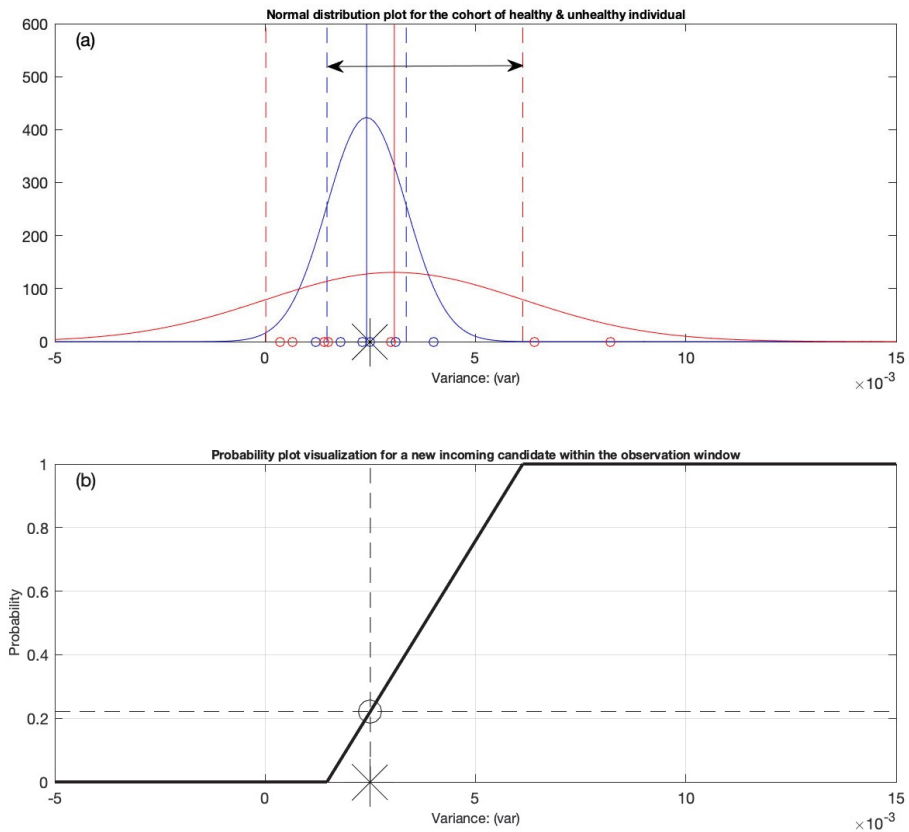 Normal distribution plot for the cohort of healthy & unhealthy individual
(a)
600
500
400
300
200
100
0
-5 0 5 10 15
Variance: (var)
×10-3
Probability plot visualization for a new incoming candidate within the observation window
(b)
1
0.8
0.6
0.4
0.2
0
Probability
-5 0 5 10 15
Variance: (var)
×10-3